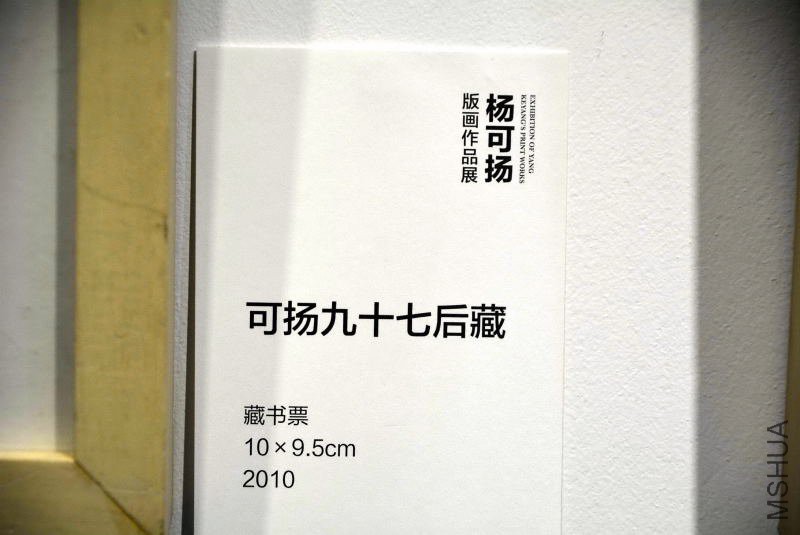 EXHIBITION OF YANG
KEYANG'S PRINT WORKS
杨可扬
版画作品展
可扬九十七后藏
藏书票
10×9.5cm
2010
MSHUA